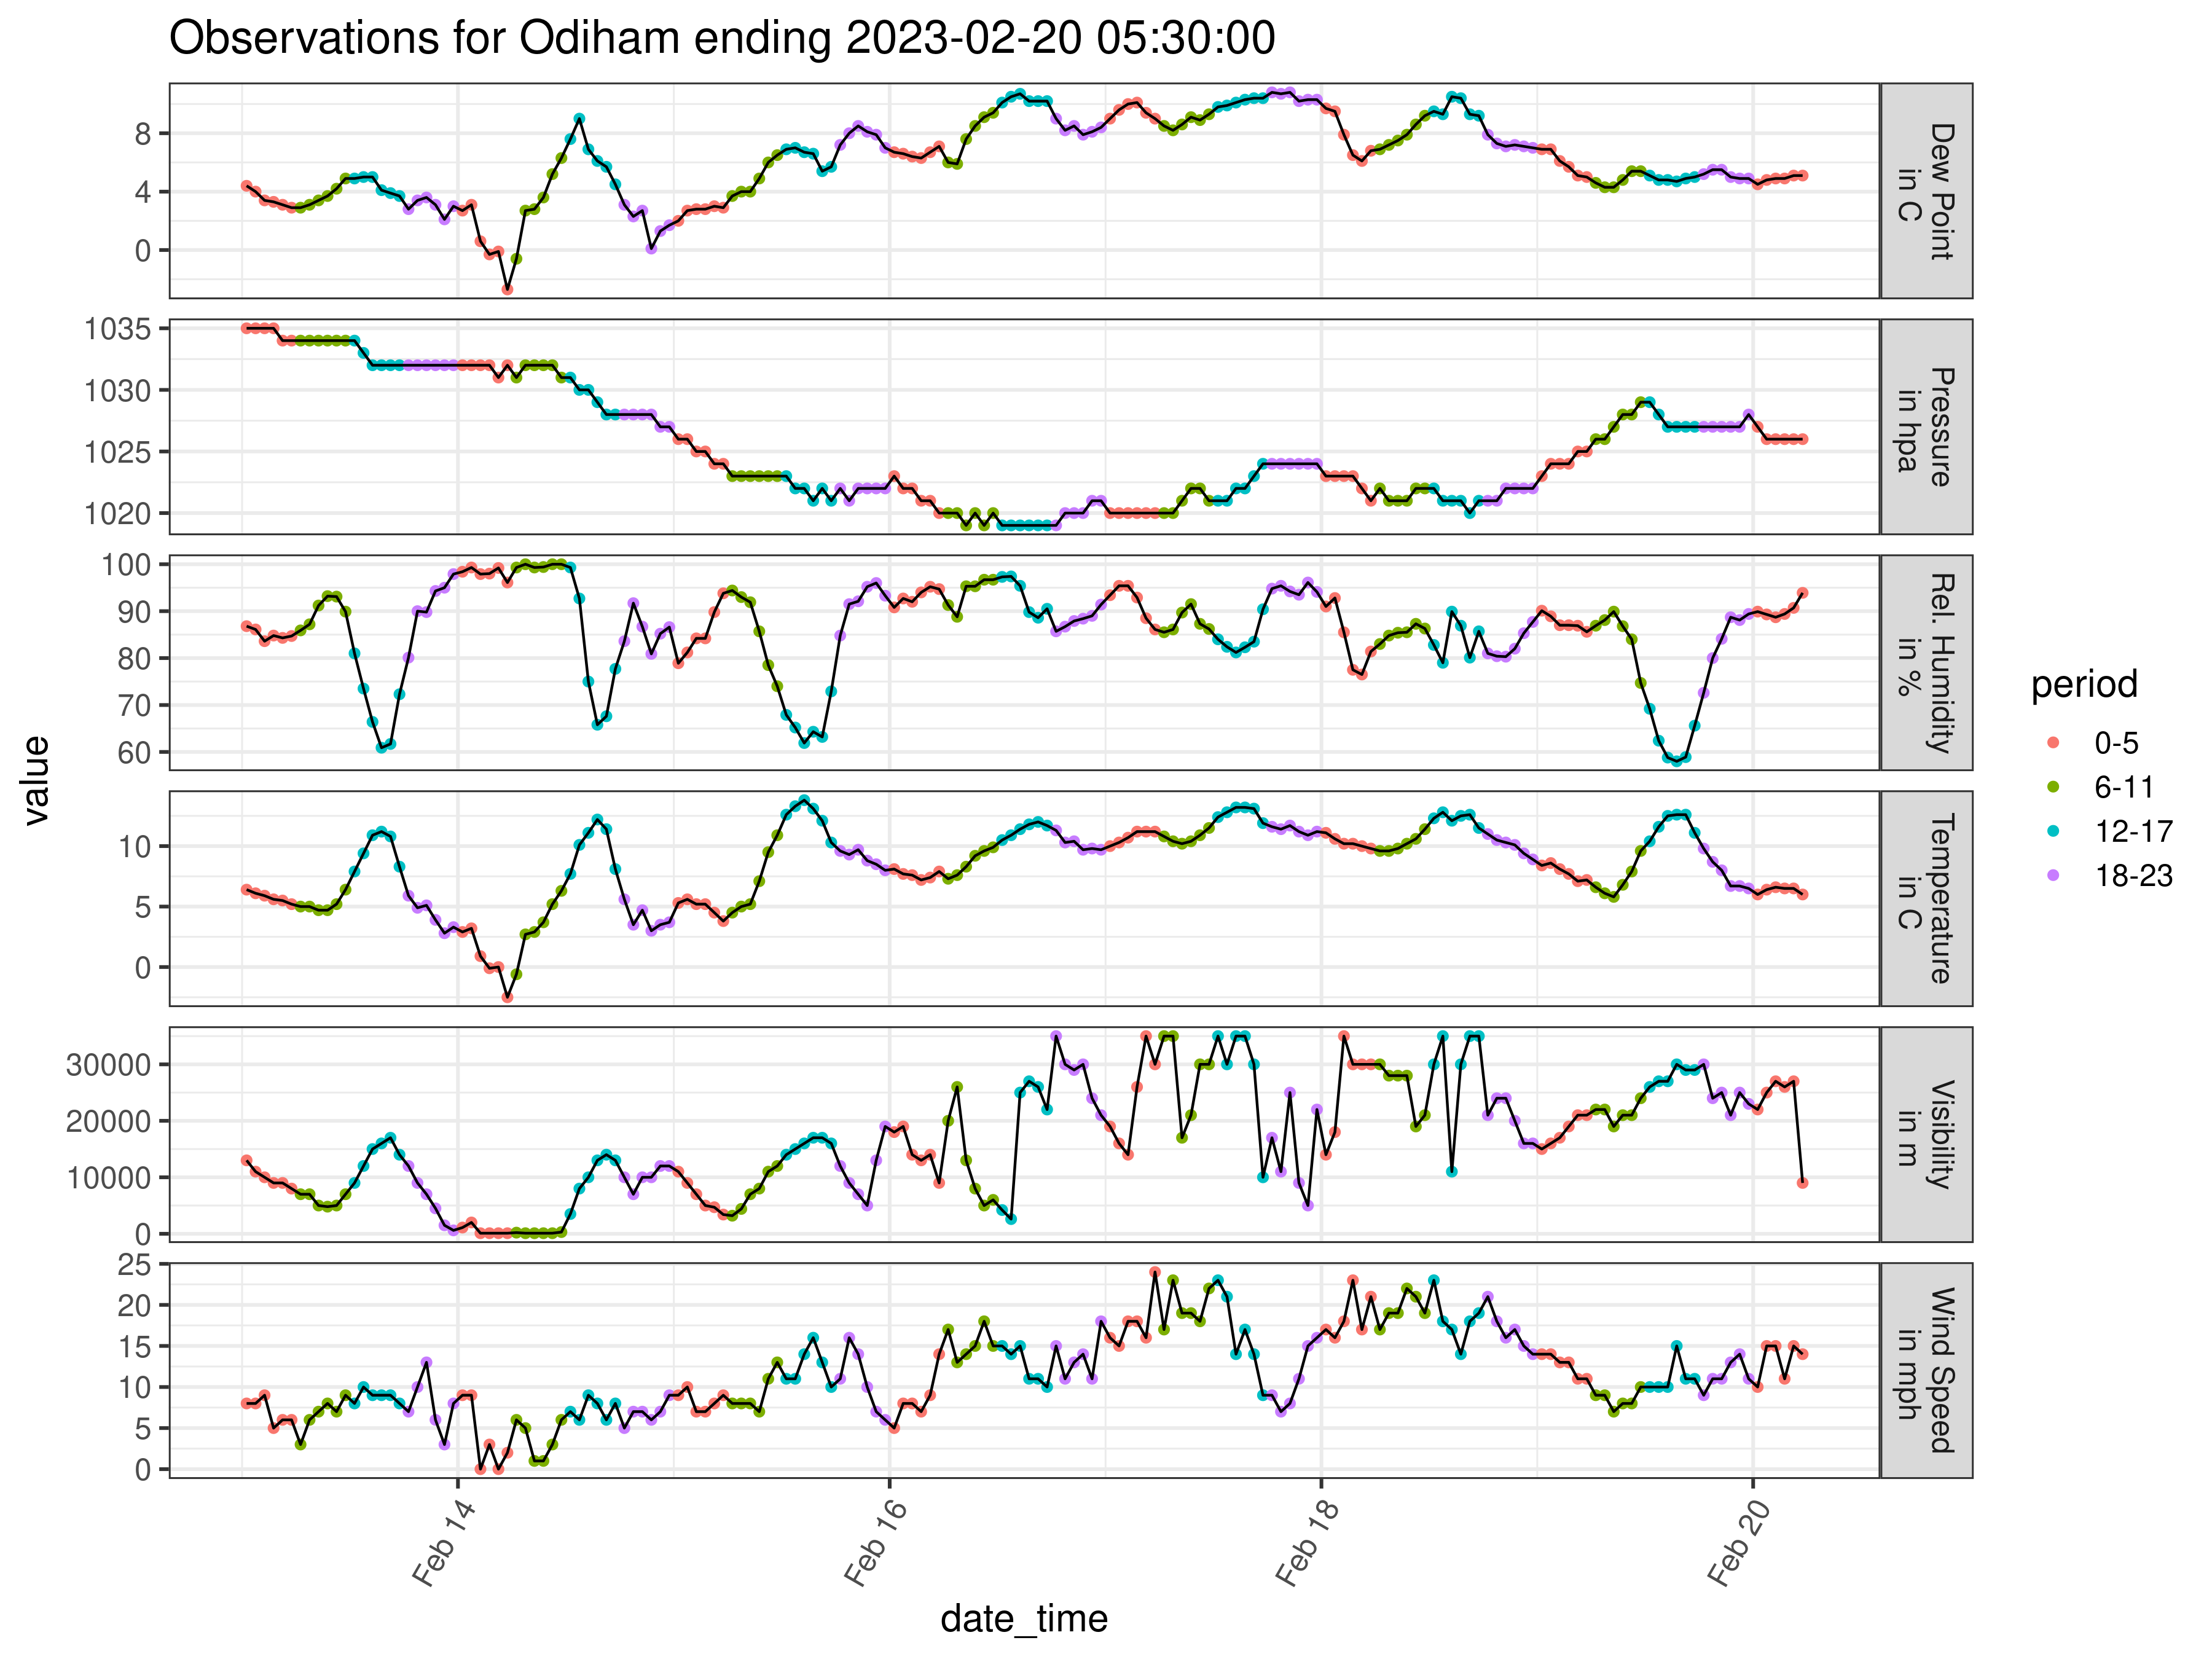 Observations for Odiham ending 2023-02-20 05:30:00
value
8
4
0
Dew Point
in C
1035
1030
1025
1020
Pressure
in hpa
100
90
80
70
60
Rel. Humidity
in %
10
5
0
Temperature
in C
30000
20000
10000
0
Visibility
in m
25
20
15
10
5
0
Wind Speed
in mph
Feb 14
Feb 16
Feb 18
Feb 20
date_time
period
0-5
6-11
12-17
18-23